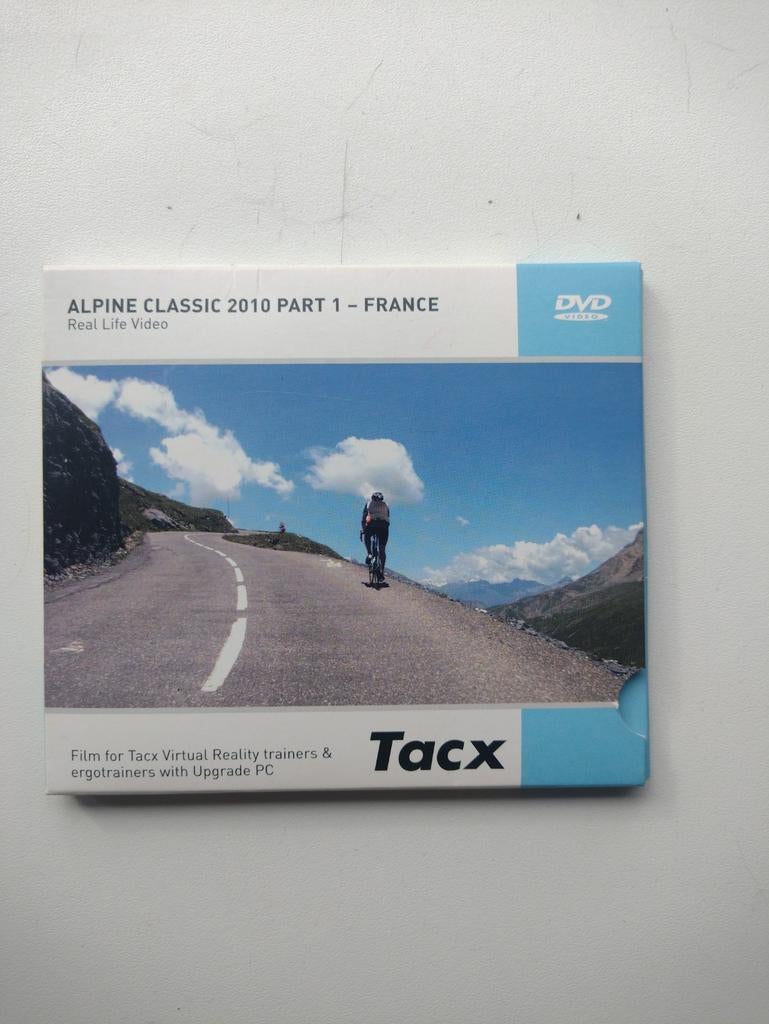 ALPINE CLASSIC 2010 PART 1 – FRANCE
Real Life Video
DVD
VIDEO
Film for Tacx Virtual Reality trainers &
ergotrainers with Upgrade PC
Tacx